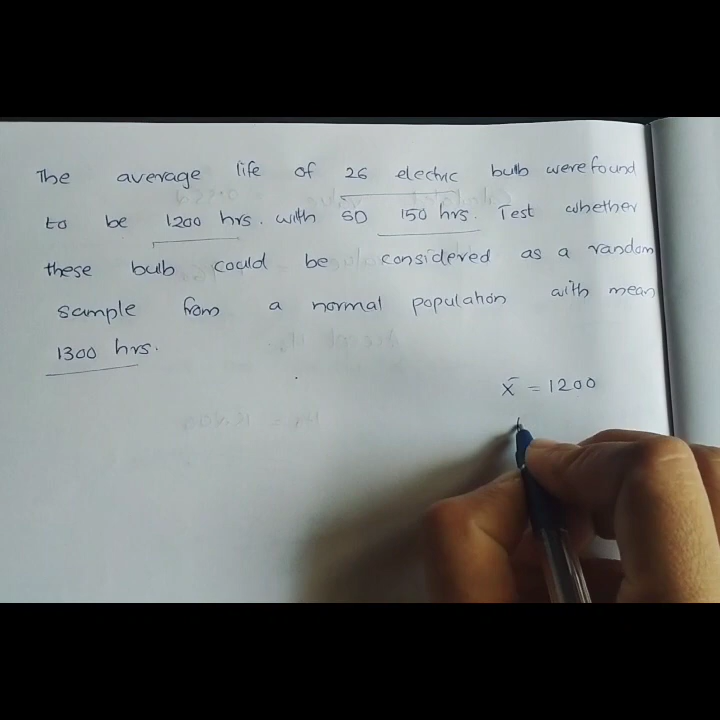 The average life of 26 electric bulb were found
to be 1200 hrs. with SD 150 hrs. Test whether
these bulb could be considered as a random
sample from a normal population with mean
1300 hrs.
x̄ = 1200